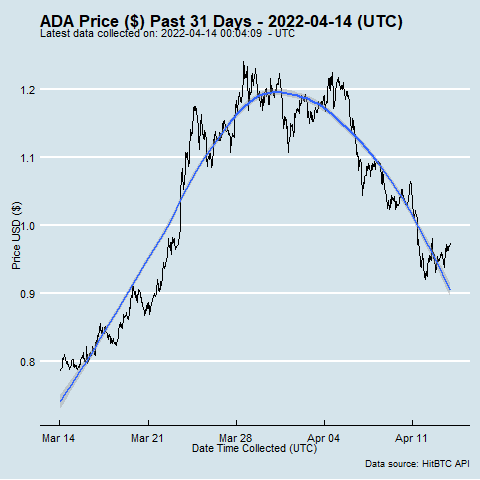 ADA Price ($) Past 31 Days - 2022-04-14 (UTC)
Latest data collected on: 2022-04-14 00:04:09 - UTC
1.2
1.1
1.0
0.9
0.8
Price USD ($)
Mar 14 Mar 21 Mar 28 Apr 04 Apr 11
Date Time Collected (UTC)
Data source: HitBTC API